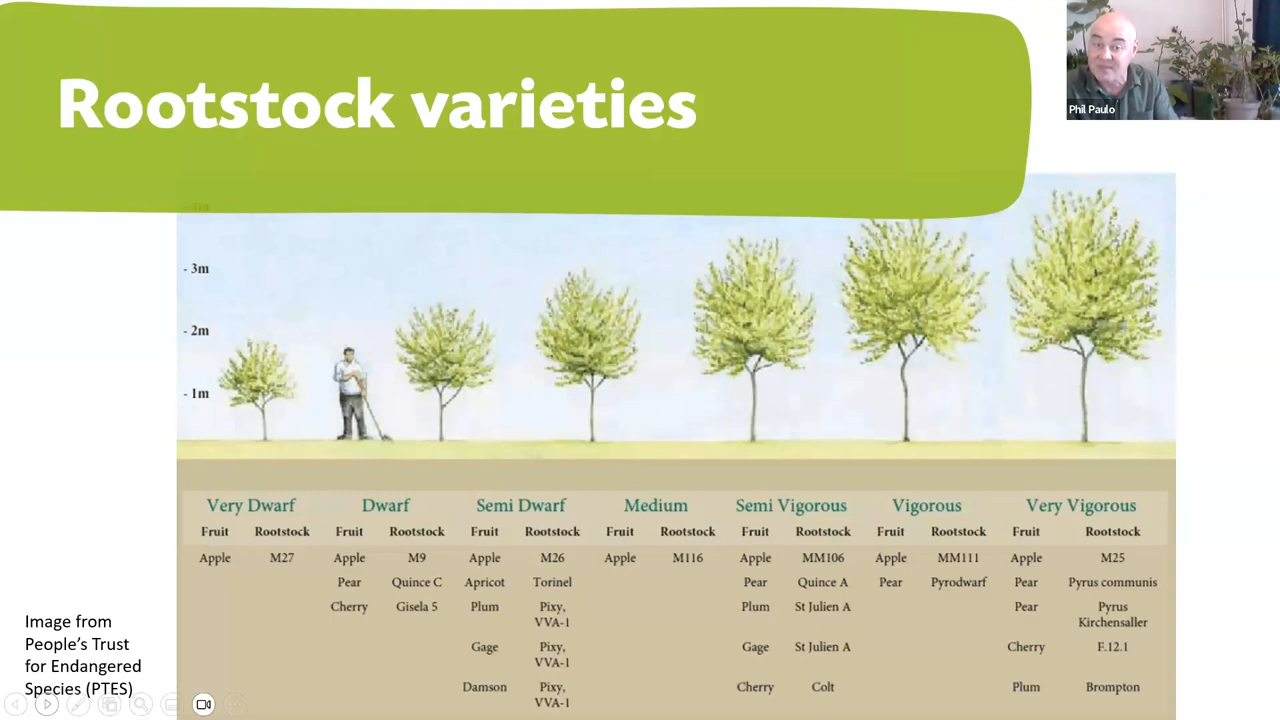 Rootstock varieties
Phil Paulo
- 3m
- 2m
- 1m
Very Dwarf Dwarf Semi Dwarf Medium Semi Vigorous Vigorous Very Vigorous
Fruit Rootstock Fruit Rootstock Fruit Rootstock Fruit Rootstock Fruit Rootstock Fruit Rootstock Fruit Rootstock
Apple M27 Apple M9 Apple M26 Apple M116 Apple MM106 Apple MM111 Apple M25
Pear Quince C Apricot Torinel Pear Quince A Pear Pyrodwarf Pear Pyrus communis
Cherry Gisela 5 Plum Pixy, VVA-1 Plum St Julien A Pear Pyrus Kirchensaller
Gage Pixy, VVA-1 Gage St Julien A Cherry F.12.1
Damson Pixy, VVA-1 Cherry Colt Plum Brompton
Image from
People's Trust
for Endangered
Species (PTES)